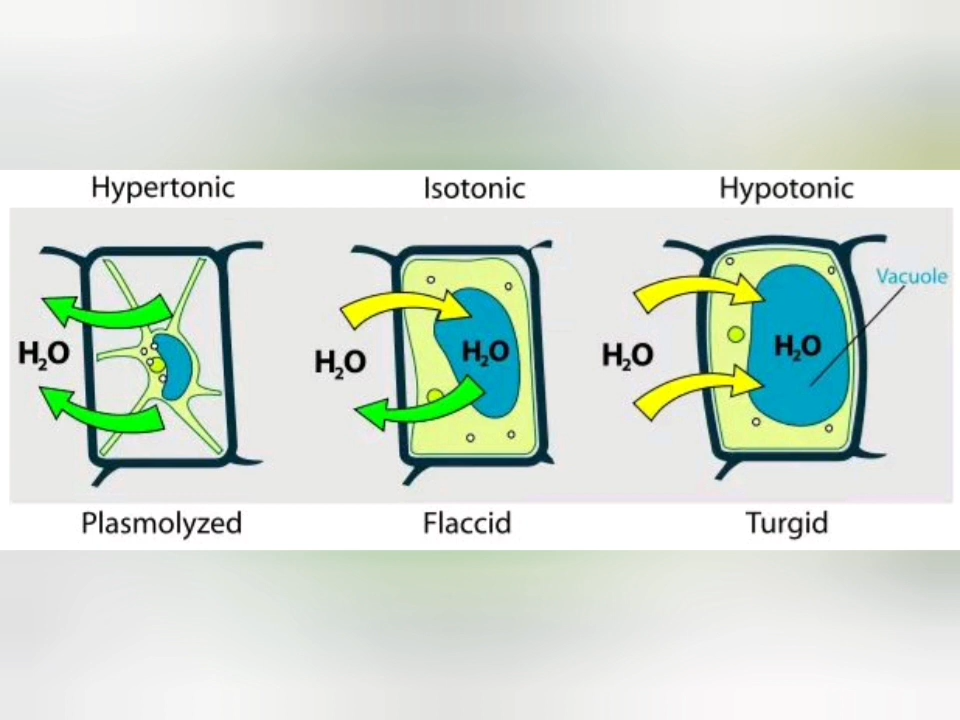 Hypertonic
Isotonic
Hypotonic
Vacuole
H₂O
H₂O
H₂O
H₂O
H₂O
Plasmolyzed
Flaccid
Turgid